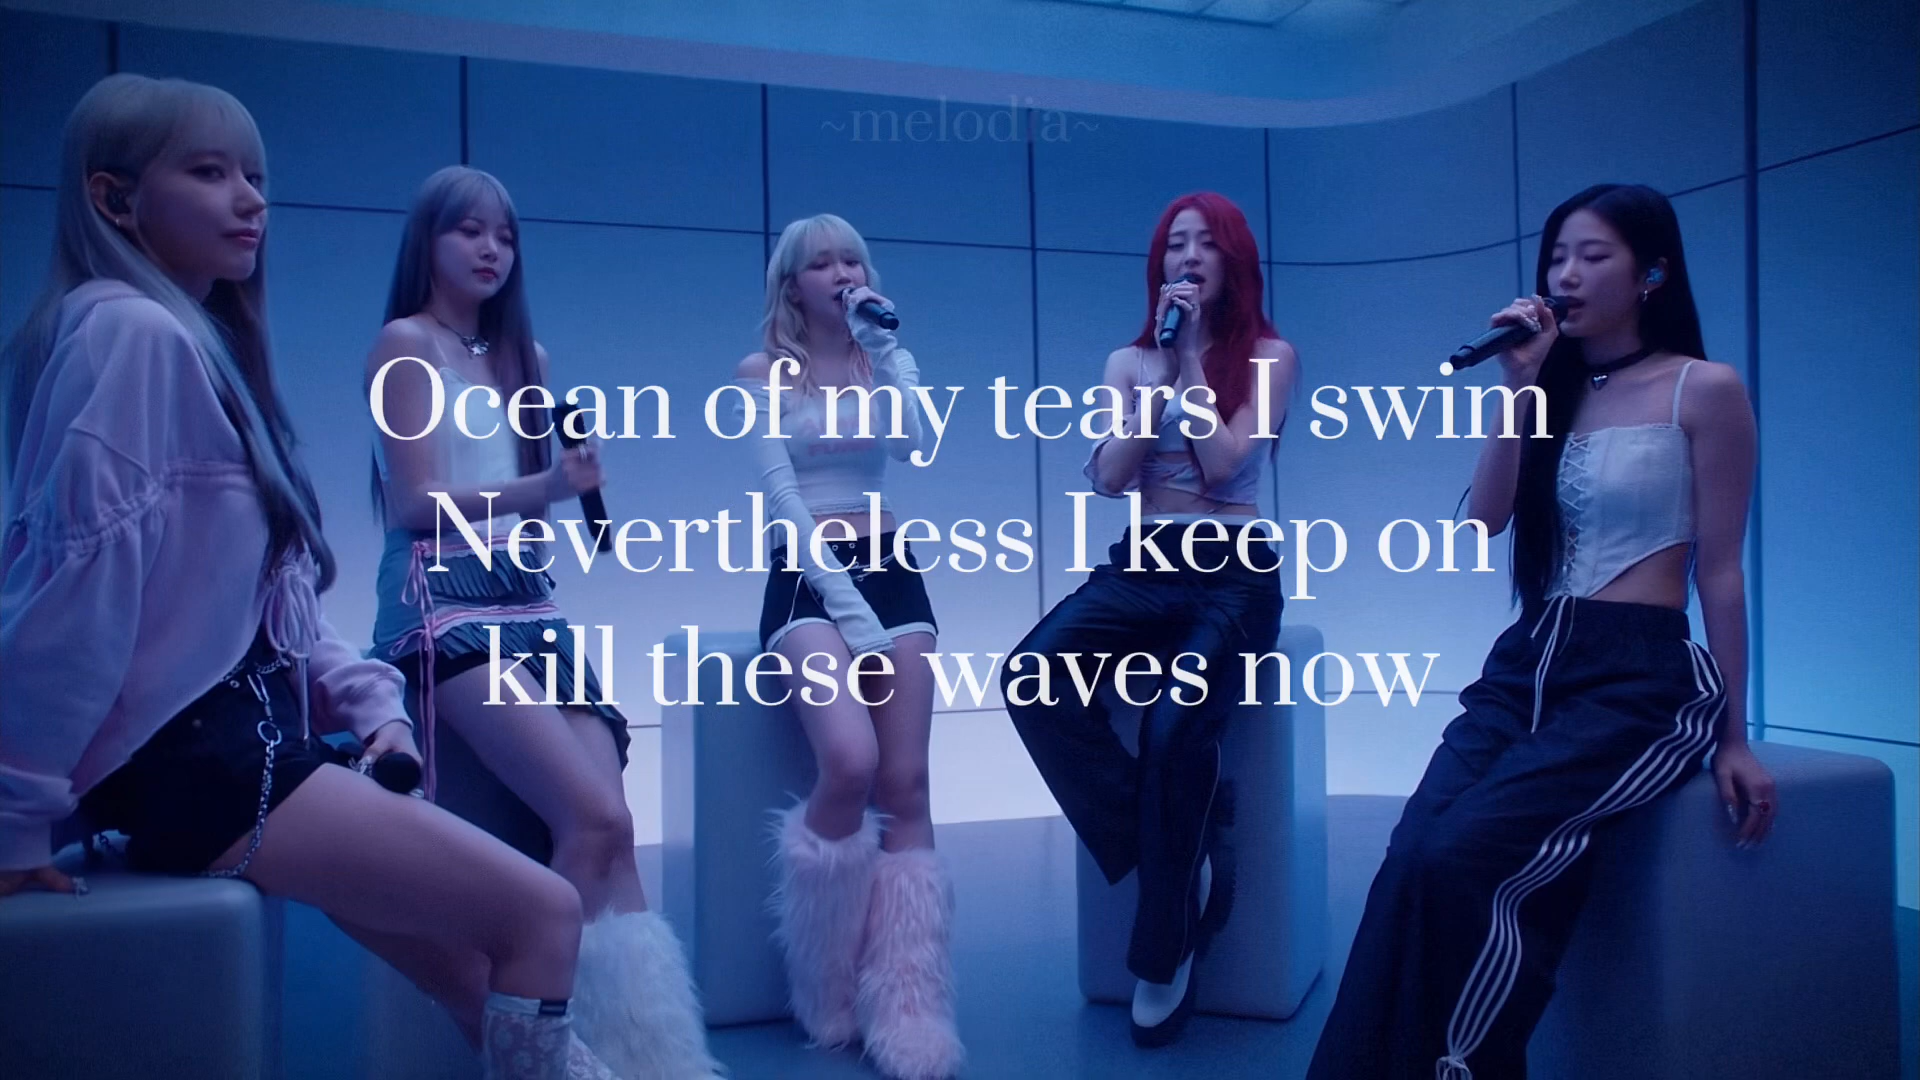 ~melodia~
Ocean of my tears I swim
Nevertheless I keep on
kill these waves now